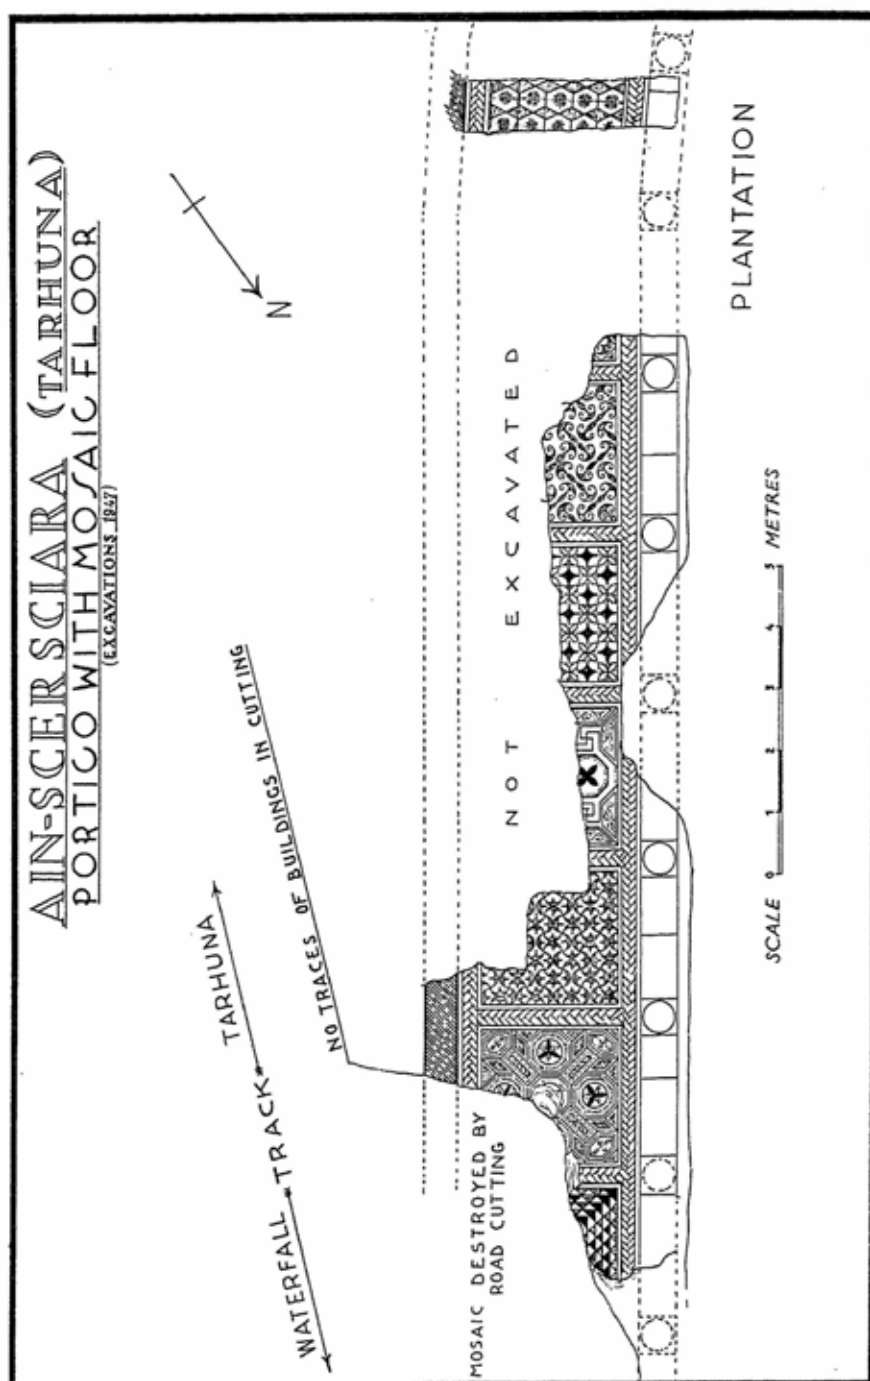 AIN-SCERSCIARA (TARHUNA)
PORTICO WITH MOSAIC FLOOR
(EXCAVATIONS 1947)
N
WATERFALL TRACK TARHUNA
NO TRACES OF BUILDINGS IN CUTTING
MOSAIC DESTROYED BY
ROAD CUTTING
NOT EXCAVATED
PLANTATION
SCALE 0 1 2 3 4 5 METRES